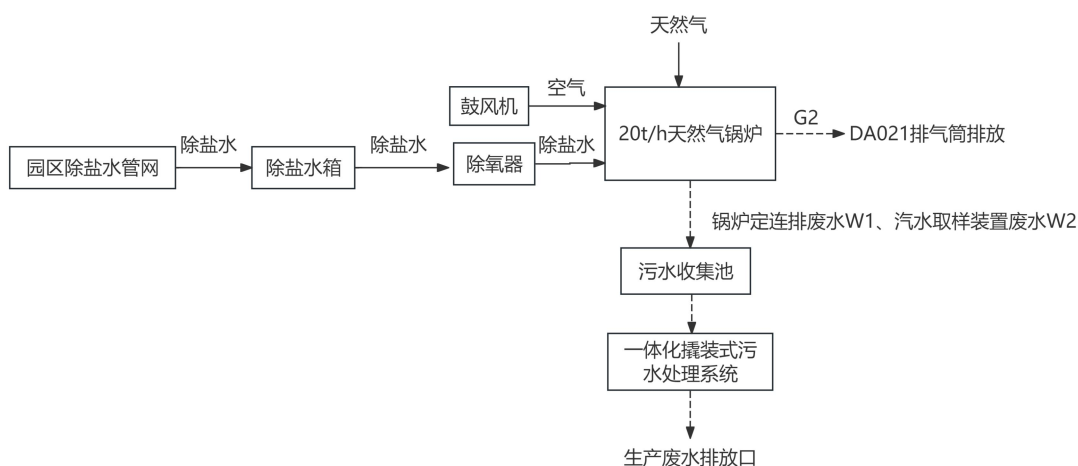 天然气
鼓风机
空气
20t/h天然气锅炉
G2
DA021排气筒排放
园区除盐水管网
除盐水
除盐水箱
除盐水
除氧器
除盐水
锅炉定连排废水W1、汽水取样装置废水W2
污水收集池
一体化撬装式污
水处理系统
生产废水排放口